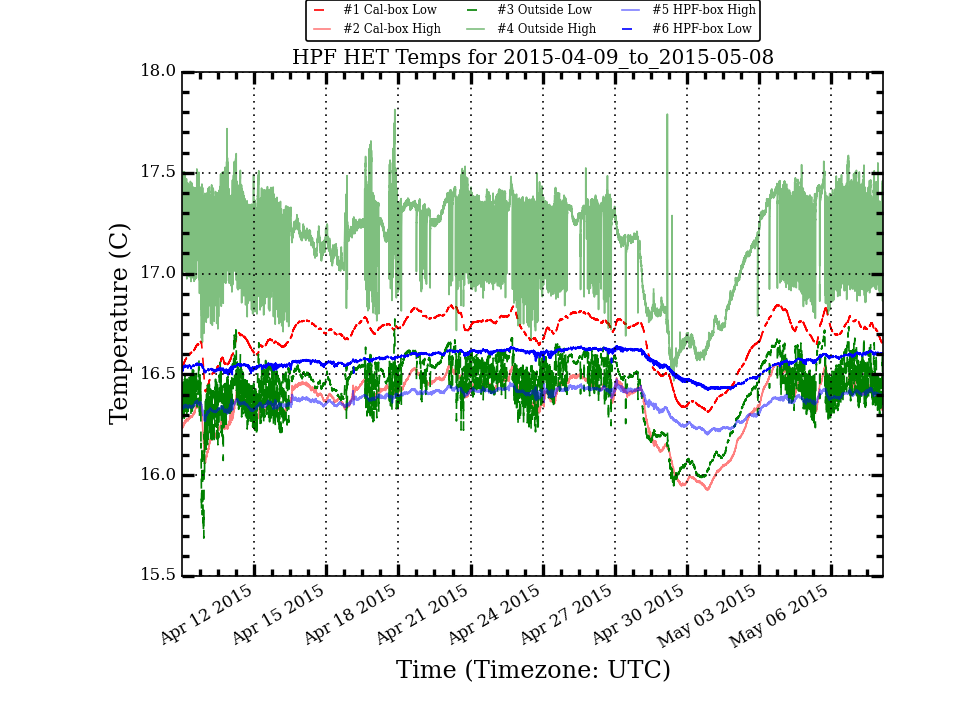 #1 Cal-box Low #3 Outside Low #5 HPF-box High
#2 Cal-box High #4 Outside High #6 HPF-box Low
HPF HET Temps for 2015-04-09_to_2015-05-08
18.0
17.5
17.0
16.5
16.0
15.5
Temperature (C)
Apr 12 2015 Apr 15 2015 Apr 18 2015 Apr 21 2015 Apr 24 2015 Apr 27 2015 Apr 30 2015 May 03 2015 May 06 2015
Time (Timezone: UTC)